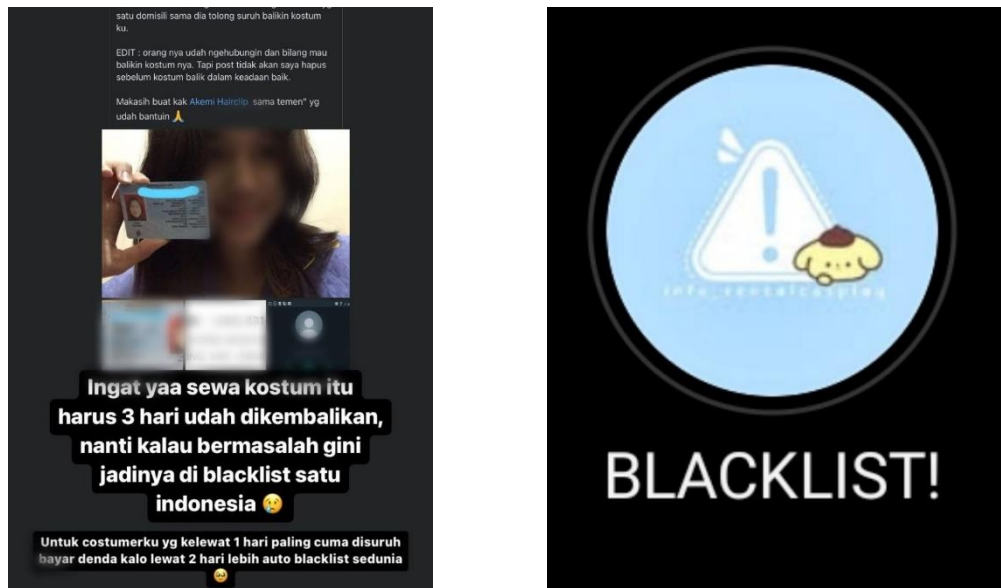 satu domisili sama dia tolong suruh balikin kostum
ku.
EDIT : orang nya udah ngehubungin dan bilang mau
balikin kostum nya. Tapi post tidak akan saya hapus
sebelum kostum balik dalam keadaan baik.
Makasih buat kak Akemi Hairclip sama temen" yg
udah bantuin 🙏
Ingat yaa sewa kostum itu
harus 3 hari udah dikembalikan,
nanti kalau bermasalah gini
jadinya di blacklist satu
indonesia 😢
Untuk costumerku yg kelewat 1 hari paling cuma disuruh
bayar denda kalo lewat 2 hari lebih auto blacklist sedunia
🥺
info_rentalcosplay
BLACKLIST!